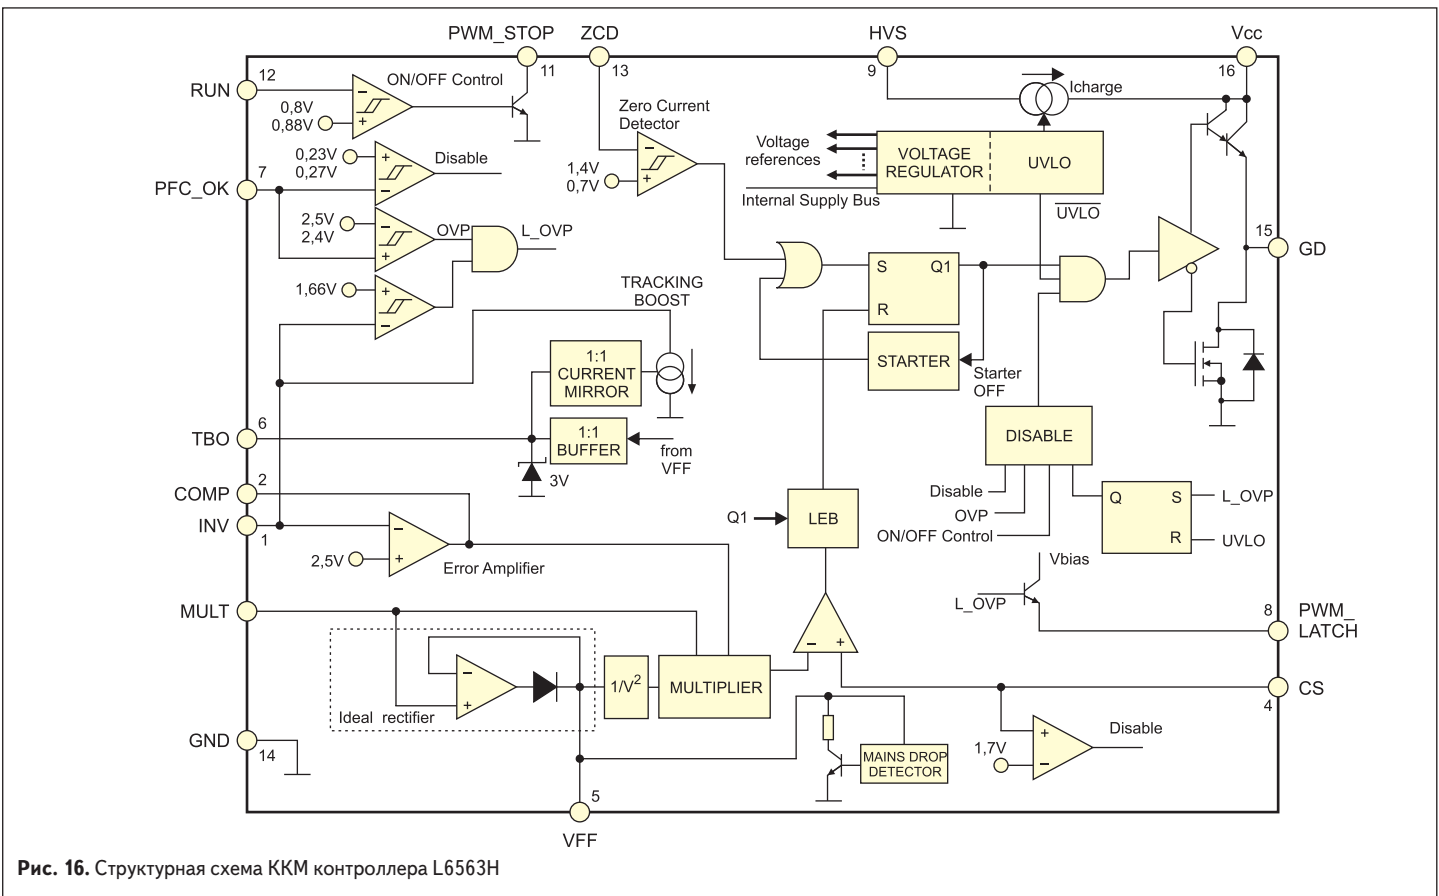 PWM_STOP
ZCD
HVS
Vcc
11
13
9
16
RUN
12
ON/OFF Control
0,8V
0,88V
−
+
Icharge
Zero Current
Detector
−
+
1,4V
0,7V
Voltage
references
VOLTAGE
REGULATOR
UVLO
Internal Supply Bus
UVLO
0,23V
0,27V
+
−
Disable
PFC_OK
7
2,5V
2,4V
−
+
OVP
L_OVP
1,66V
+
−
15
GD
S
Q1
R
STARTER
Starter
OFF
TRACKING
BOOST
1:1
CURRENT
MIRROR
TBO
6
1:1
BUFFER
from
VFF
3V
DISABLE
Disable
OVP
ON/OFF Control
Q
S
R
L_OVP
UVLO
COMP
2
INV
1
−
+
2,5V
Error Amplifier
Q1
LEB
Vbias
L_OVP
8
PWM_
LATCH
MULT
−
+
−
+
Ideal rectifier
1/V2
MULTIPLIER
CS
4
GND
14
MAINS DROP
DETECTOR
1,7V
+
−
Disable
5
VFF
Рис. 16. Структурная схема ККМ контроллера L6563H